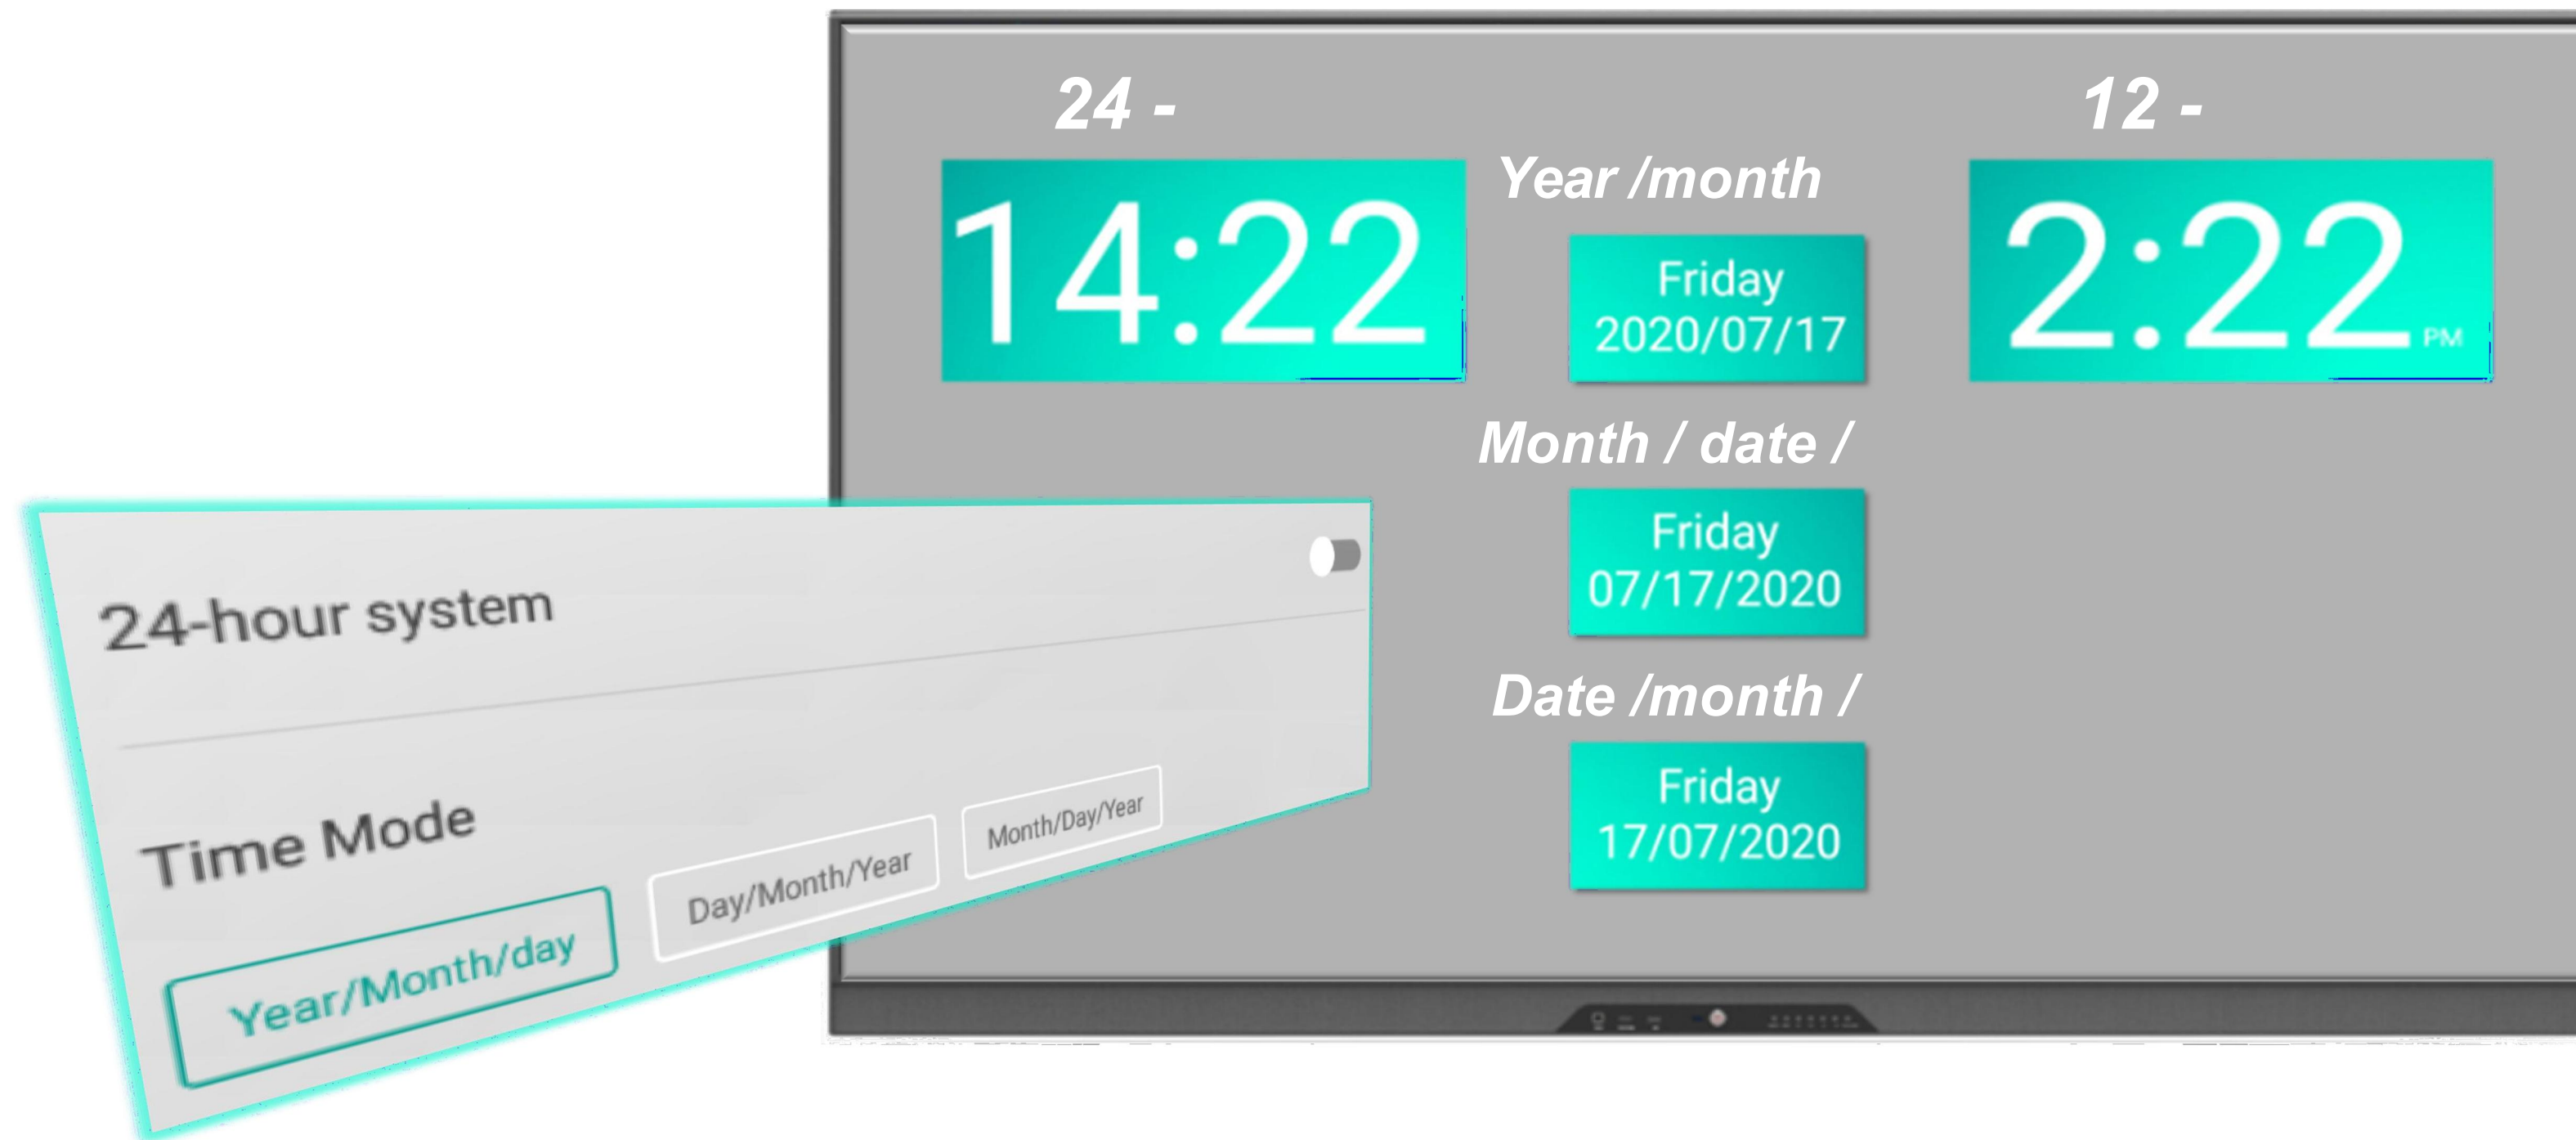 24 -
14:22
Year /month
Friday
2020/07/17
12 -
2:22 PM
Month / date /
Friday
07/17/2020
Date /month /
Friday
17/07/2020
24-hour system
Time Mode
Year/Month/day
Day/Month/Year
Month/Day/Year